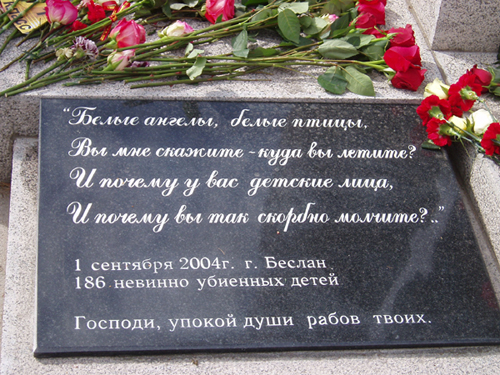 “Белые ангелы, белые птицы,
Вы мне скажите - куда вы летите?
И почему у вас детские лица,
И почему вы так скорбно молчите?..”
1 сентября 2004г. г. Беслан
186 невинно убиенных детей
Господи, упокой души рабов твоих.